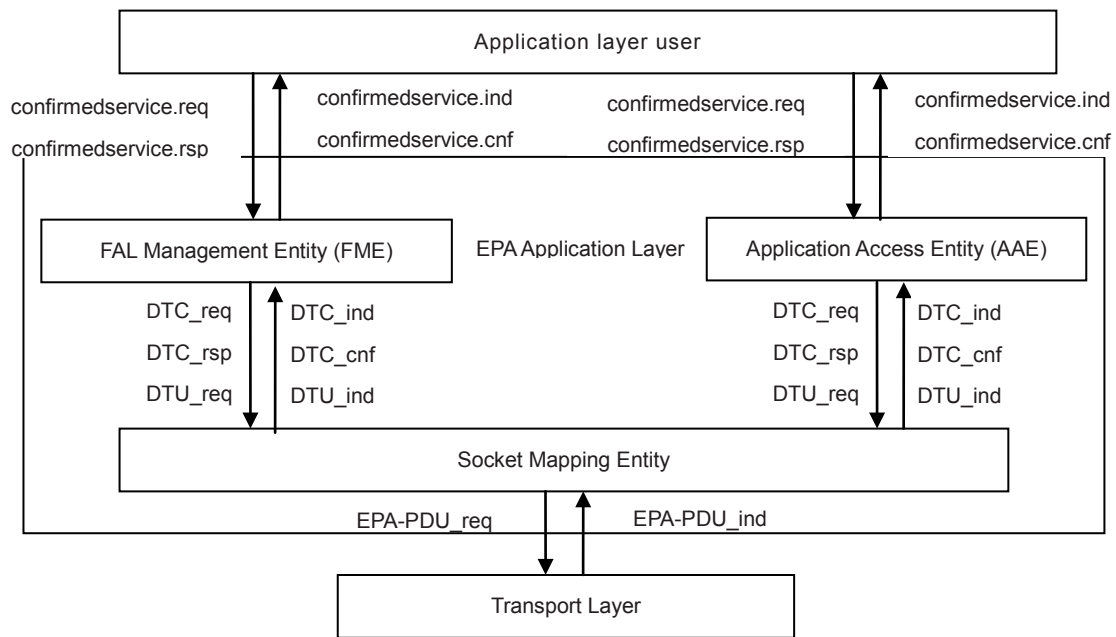 Application layer user
confirmedservice.req
confirmedservice.rsp
confirmedservice.ind
confirmedservice.cnf
confirmedservice.req
confirmedservice.rsp
confirmedservice.ind
confirmedservice.cnf
FAL Management Entity (FME)
EPA Application Layer
Application Access Entity (AAE)
DTC_req
DTC_rsp
DTU_req
DTC_ind
DTC_cnf
DTU_ind
DTC_req
DTC_rsp
DTU_req
DTC_ind
DTC_cnf
DTU_ind
Socket Mapping Entity
EPA-PDU_req
EPA-PDU_ind
Transport Layer